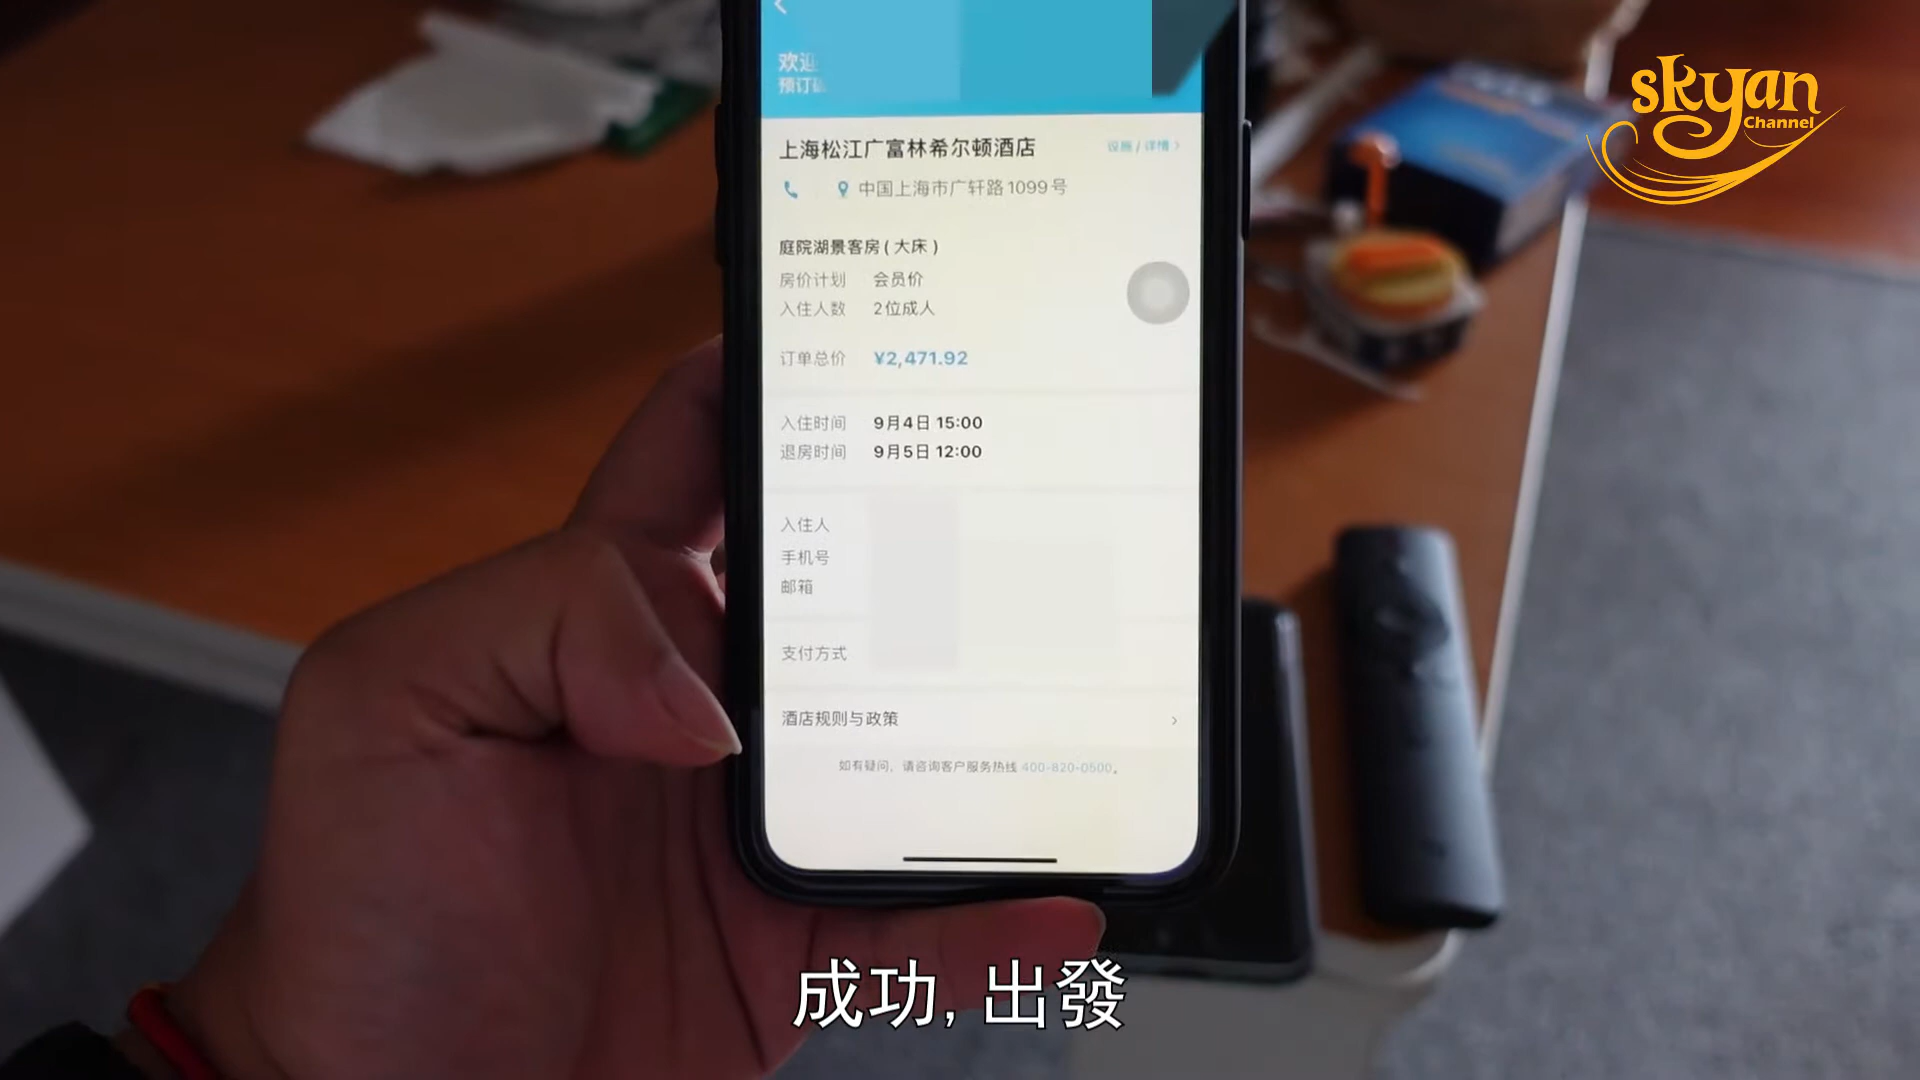 skyan
Channel
欢迎
预订
上海松江广富林希尔顿酒店
设施 / 详情 >
中国上海市广轩路1099号
庭院湖景客房 ( 大床 )
房价计划 会员价
入住人数 2位成人
订单总价 ¥2,471.92
入住时间 9月4日 15:00
退房时间 9月5日 12:00
入住人
手机号
邮箱
支付方式
酒店规则与政策 >
如有疑问，请咨询客户服务热线 400-820-0500。
成功, 出發